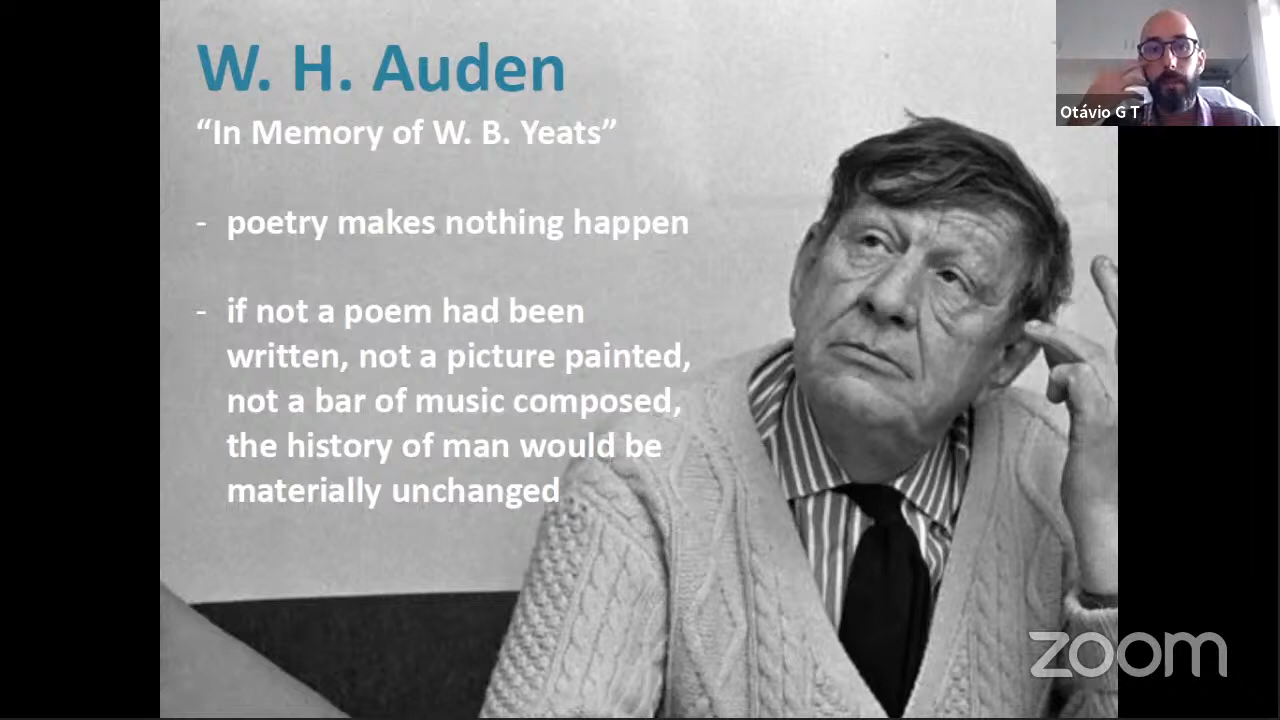 W. H. Auden
“In Memory of W. B. Yeats”
- poetry makes nothing happen
- if not a poem had been
written, not a picture painted,
not a bar of music composed,
the history of man would be
materially unchanged
Otávio G T
zoom